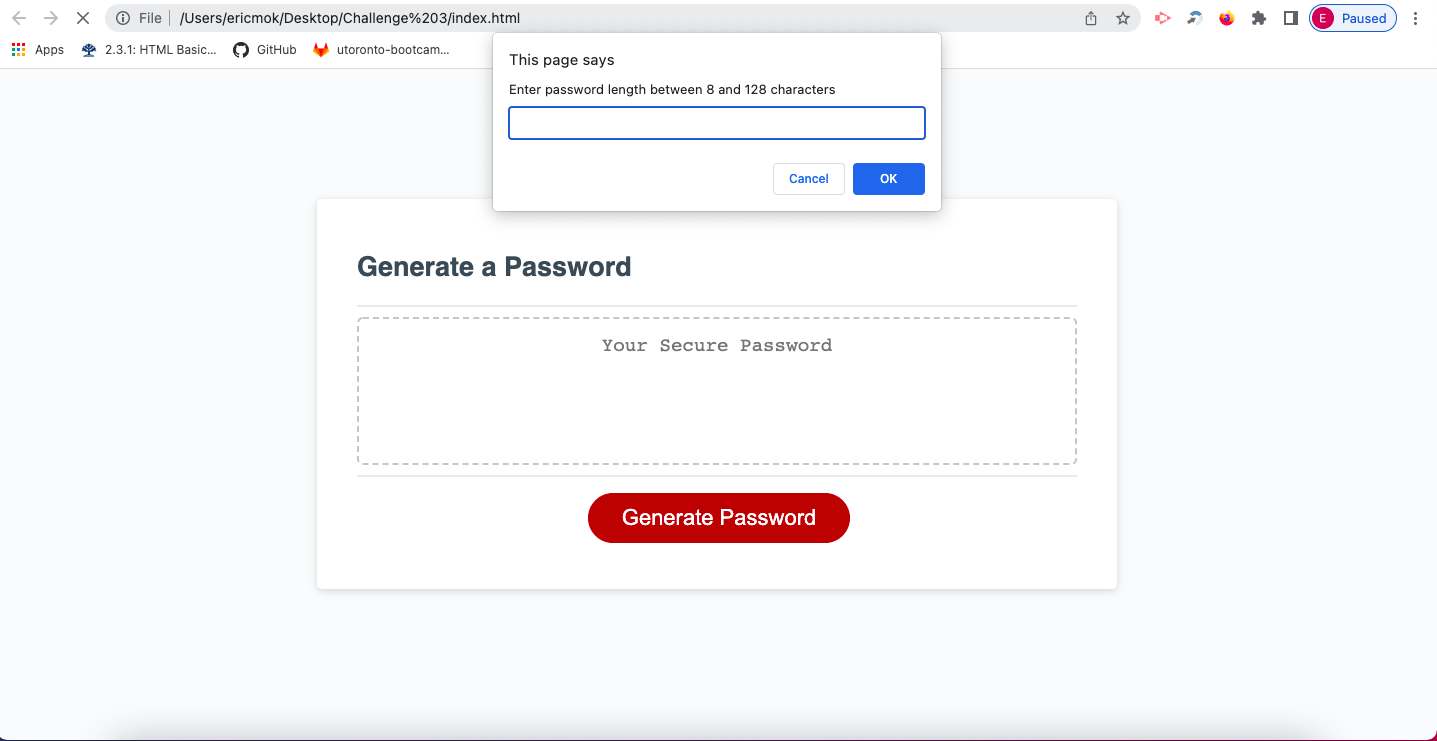 File /Users/ericmok/Desktop/Challenge%203/index.html E Paused
Apps 2.3.1: HTML Basic... GitHub utoronto-bootcam...
This page says
Enter password length between 8 and 128 characters
Cancel OK
Generate a Password
Your Secure Password
Generate Password